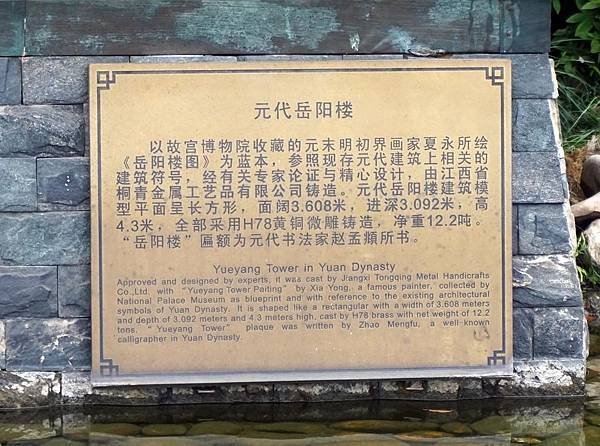 元代岳阳楼
以故宫博物院收藏的元末明初界画家夏永所绘
《岳阳楼图》为蓝本，参照现存元代建筑上相关的
建筑符号，经有关专家论证与精心设计，由江西省
桐青金属工艺品有限公司铸造。元代岳阳楼建筑模
型平面呈长方形，面阔3.608米，进深3.092米，高
4.3米，全部采用H78黄铜微雕铸造，净重12.2吨。
“岳阳楼”匾额为元代书法家赵孟頫所书。
Yueyang Tower in Yuan Dynasty
Approved and designed by experts, it was cast by Jiangxi Tongqing Metal Handicrafts
Co.,Ltd. with "Yueyang Tower Paiting" by Xia Yong, a famous painter, collected by
National Palace Museum as blueprint and with reference to the existing architectural
symbols of Yuan Dynasty. It is shaped like a rectangular with a width of 3.608 meters
and depth of 3.092 meters and 4.3 meters high, cast by H78 brass with net weight of 12.2
tons. "Yueyang Tower" plaque was written by Zhao Mengfu, a well-known
calligrapher in Yuan Dynasty.